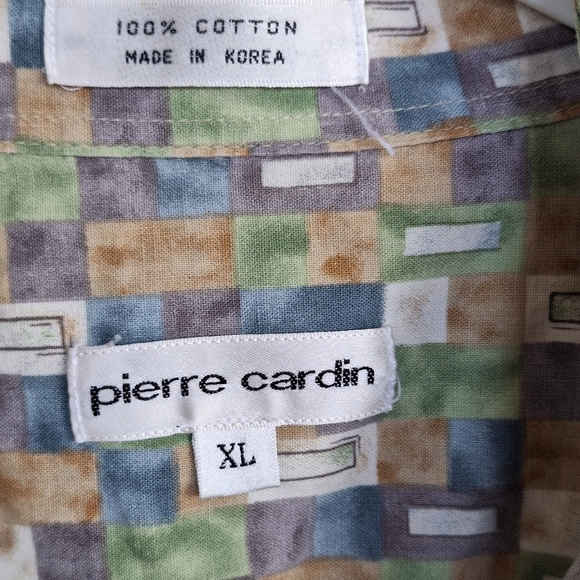 100% COTTON
MADE IN KOREA
pierre cardin
XL